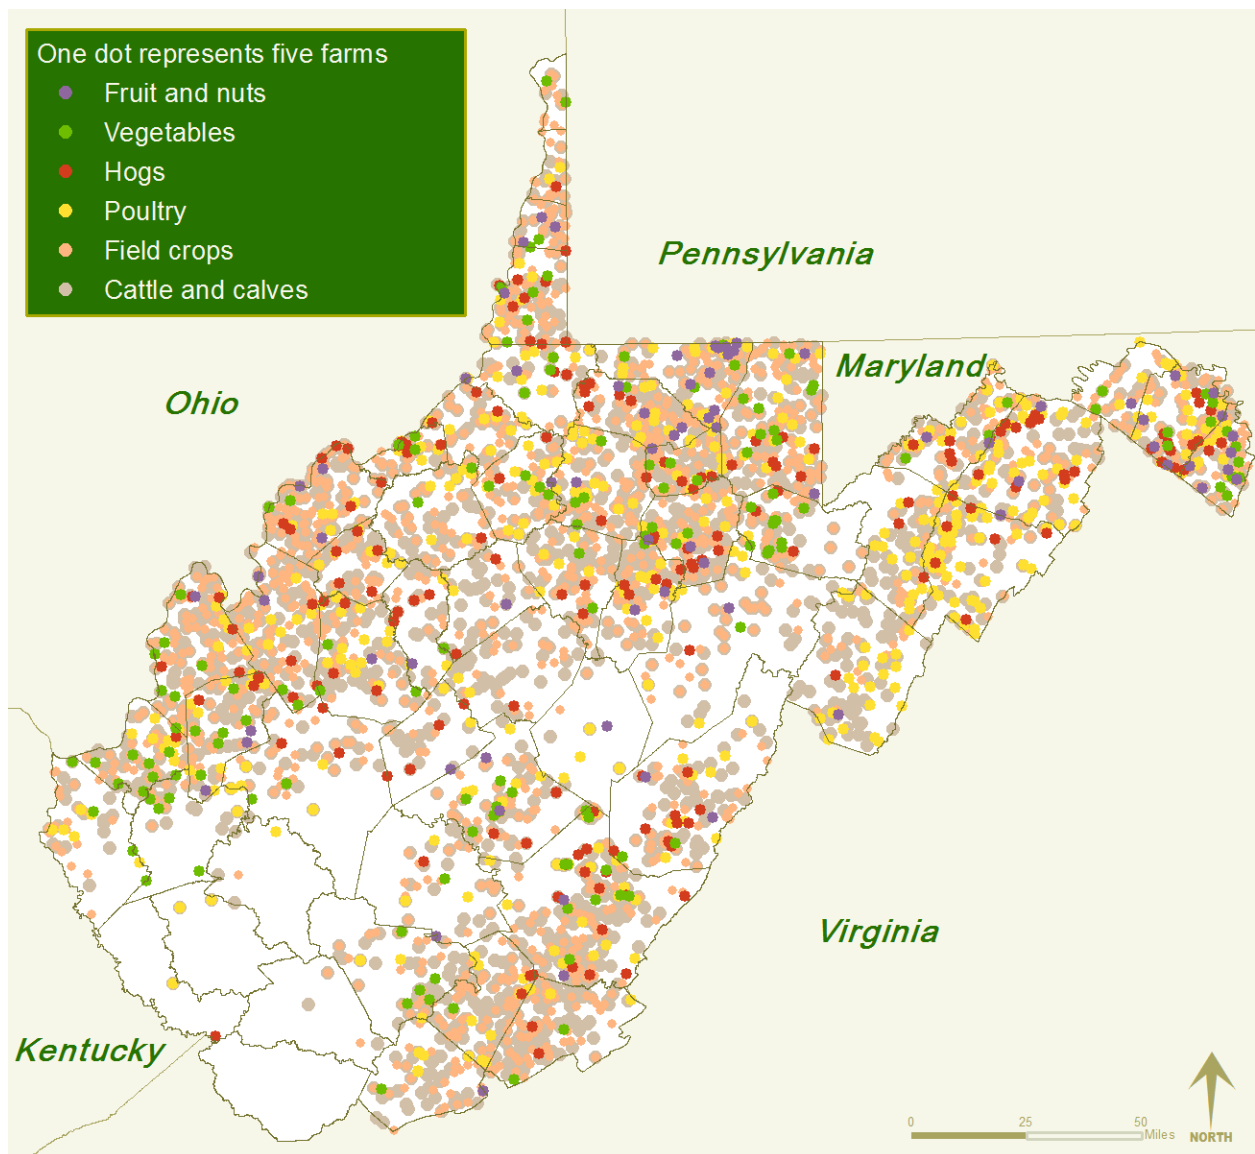 One dot represents five farms
Fruit and nuts
Vegetables
Hogs
Poultry
Field crops
Cattle and calves
Pennsylvania
Maryland
Ohio
Virginia
Kentucky
0 25 50
Miles
NORTH